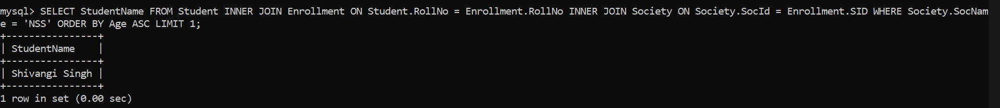 mysql> SELECT StudentName FROM Student INNER JOIN Enrollment ON Student.RollNo = Enrollment.RollNo INNER JOIN Society ON Society.SocId = Enrollment.SID WHERE Society.SocNam
e = 'NSS' ORDER BY Age ASC LIMIT 1;
+----------------+
| StudentName    |
+----------------+
| Shivangi Singh |
+----------------+
1 row in set (0.00 sec)